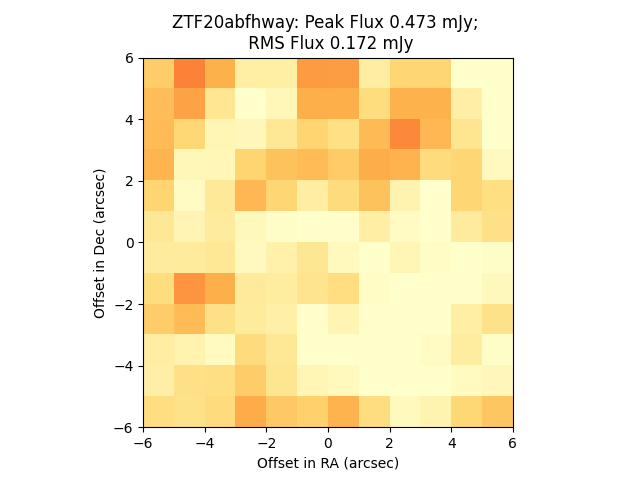 ZTF20abfhway: Peak Flux 0.473 mJy;
RMS Flux 0.172 mJy
6
4
2
0
−2
−4
−6
Offset in Dec (arcsec)
−6 −4 −2 0 2 4 6
Offset in RA (arcsec)